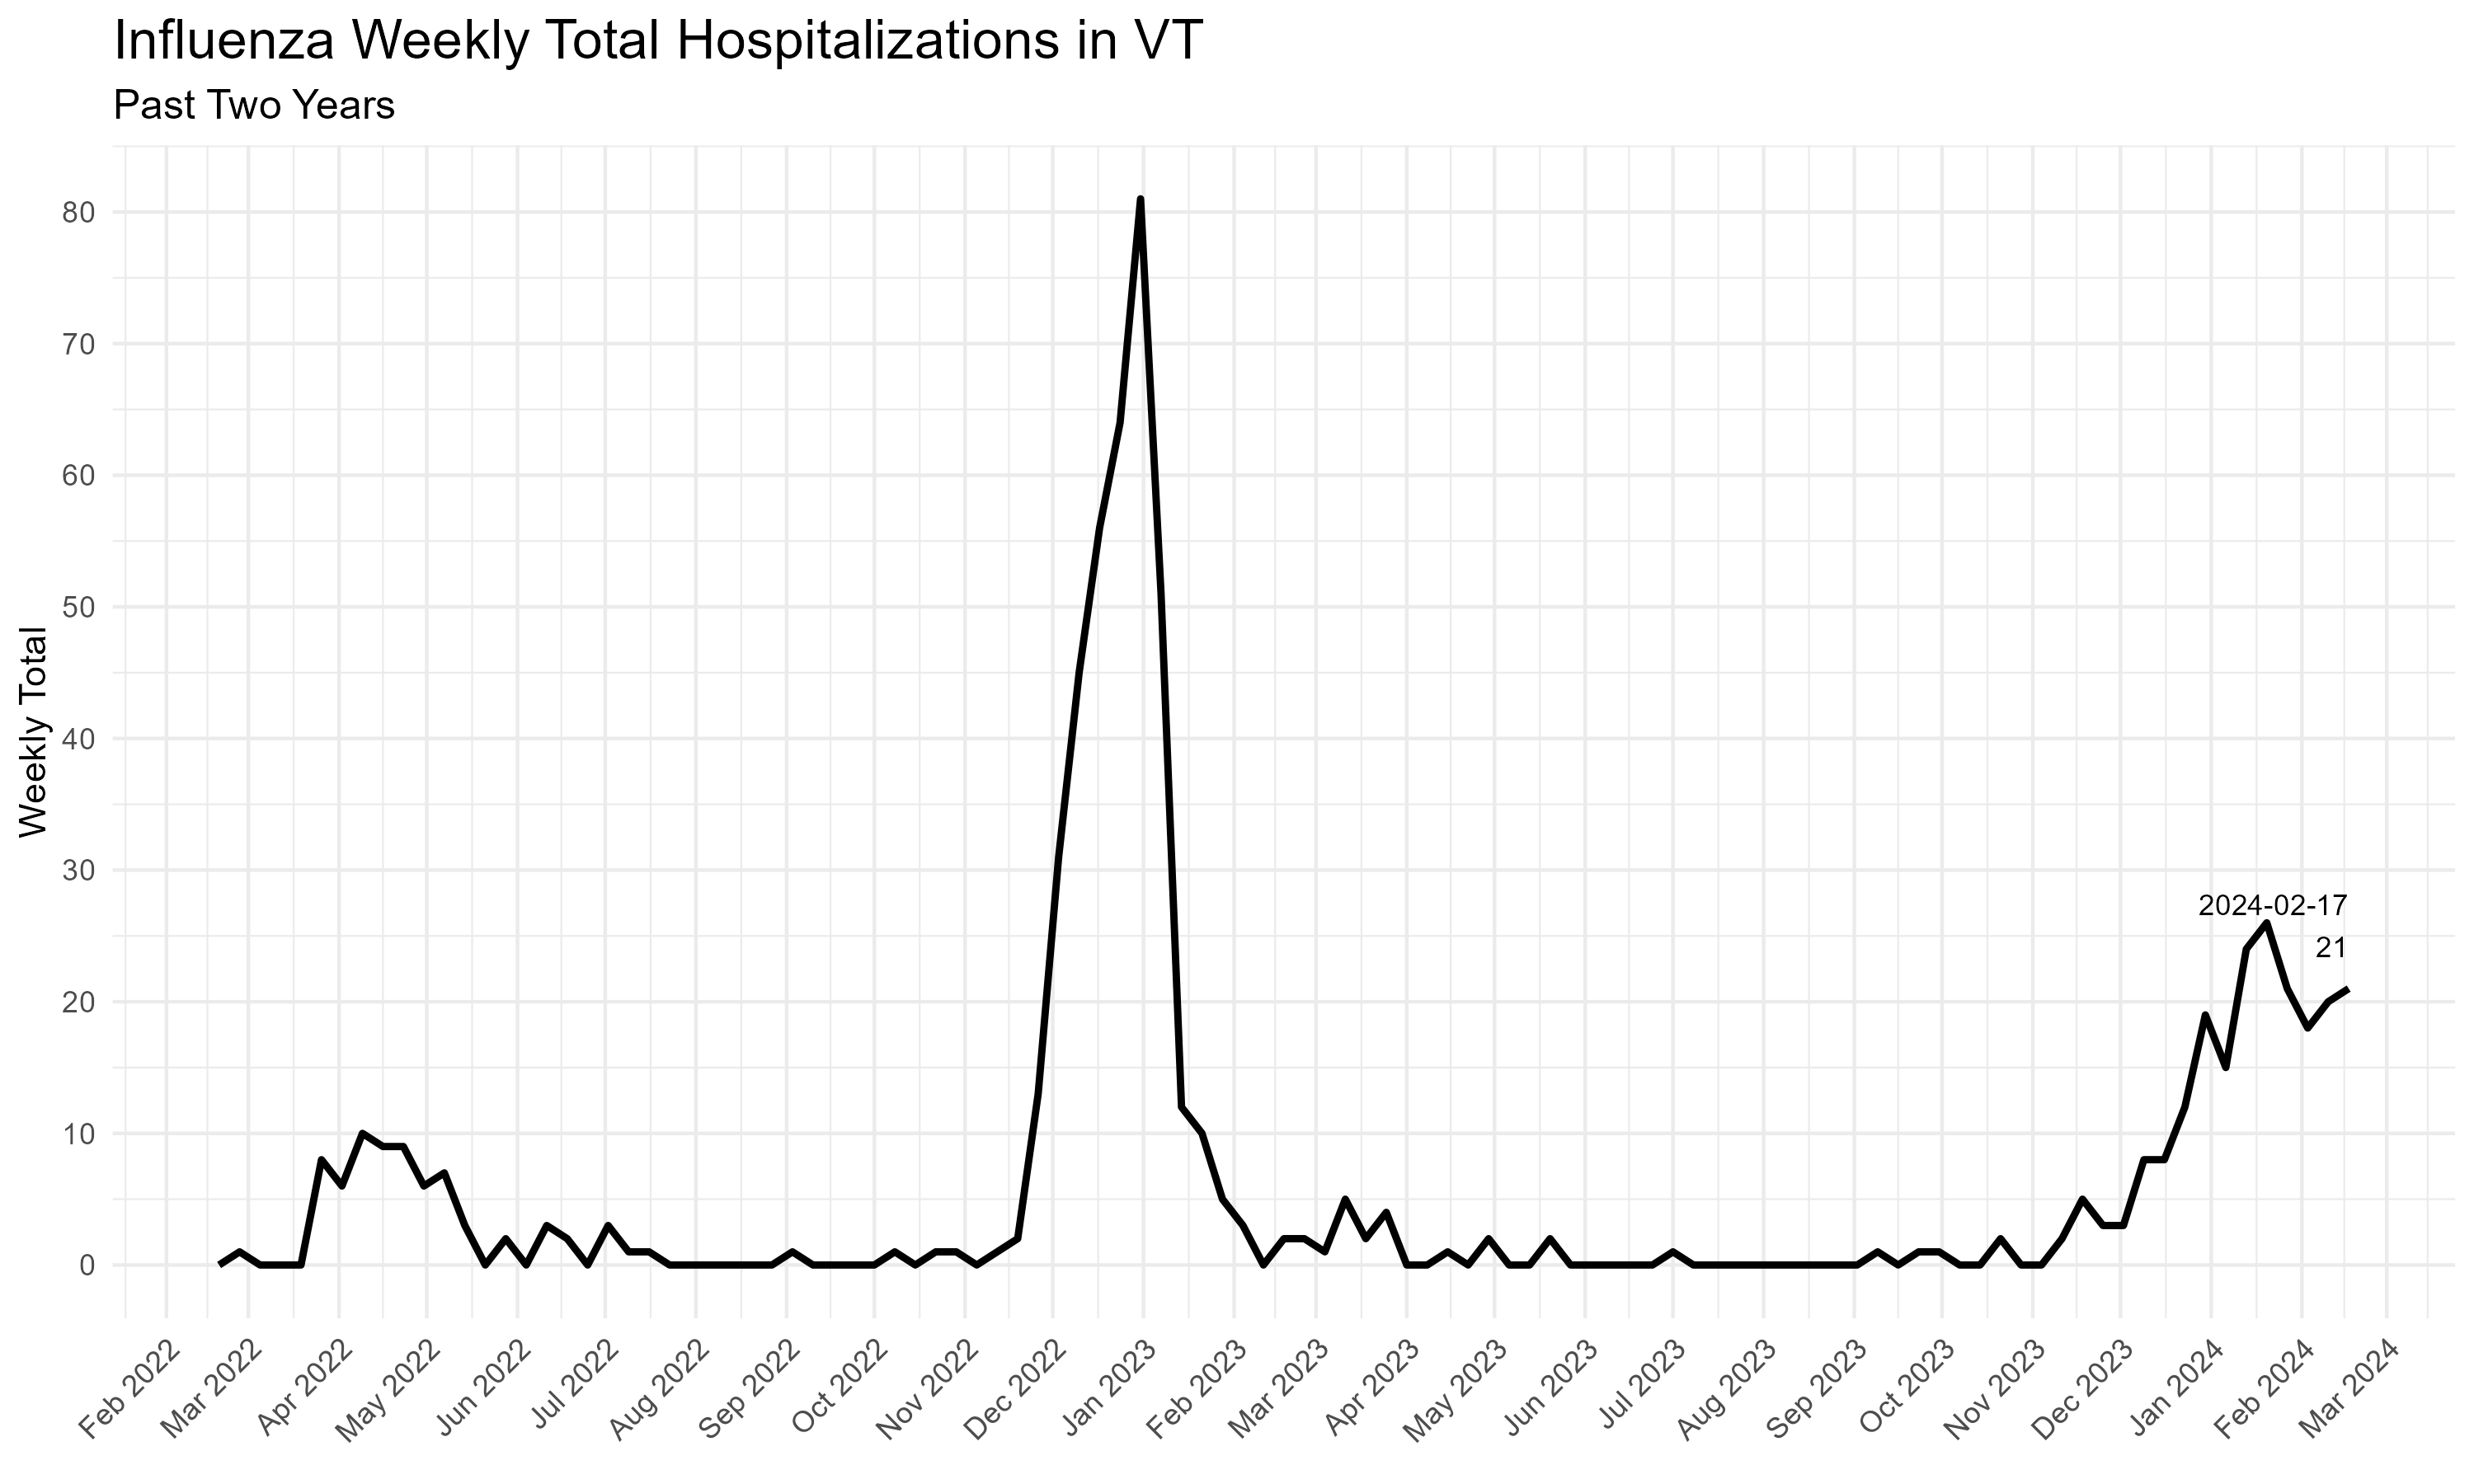 Influenza Weekly Total Hospitalizations in VT
Past Two Years
Weekly Total
80
70
60
50
40
30
20
10
0
2024-02-17
21
Feb 2022
Mar 2022
Apr 2022
May 2022
Jun 2022
Jul 2022
Aug 2022
Sep 2022
Oct 2022
Nov 2022
Dec 2022
Jan 2023
Feb 2023
Mar 2023
Apr 2023
May 2023
Jun 2023
Jul 2023
Aug 2023
Sep 2023
Oct 2023
Nov 2023
Dec 2023
Jan 2024
Feb 2024
Mar 2024